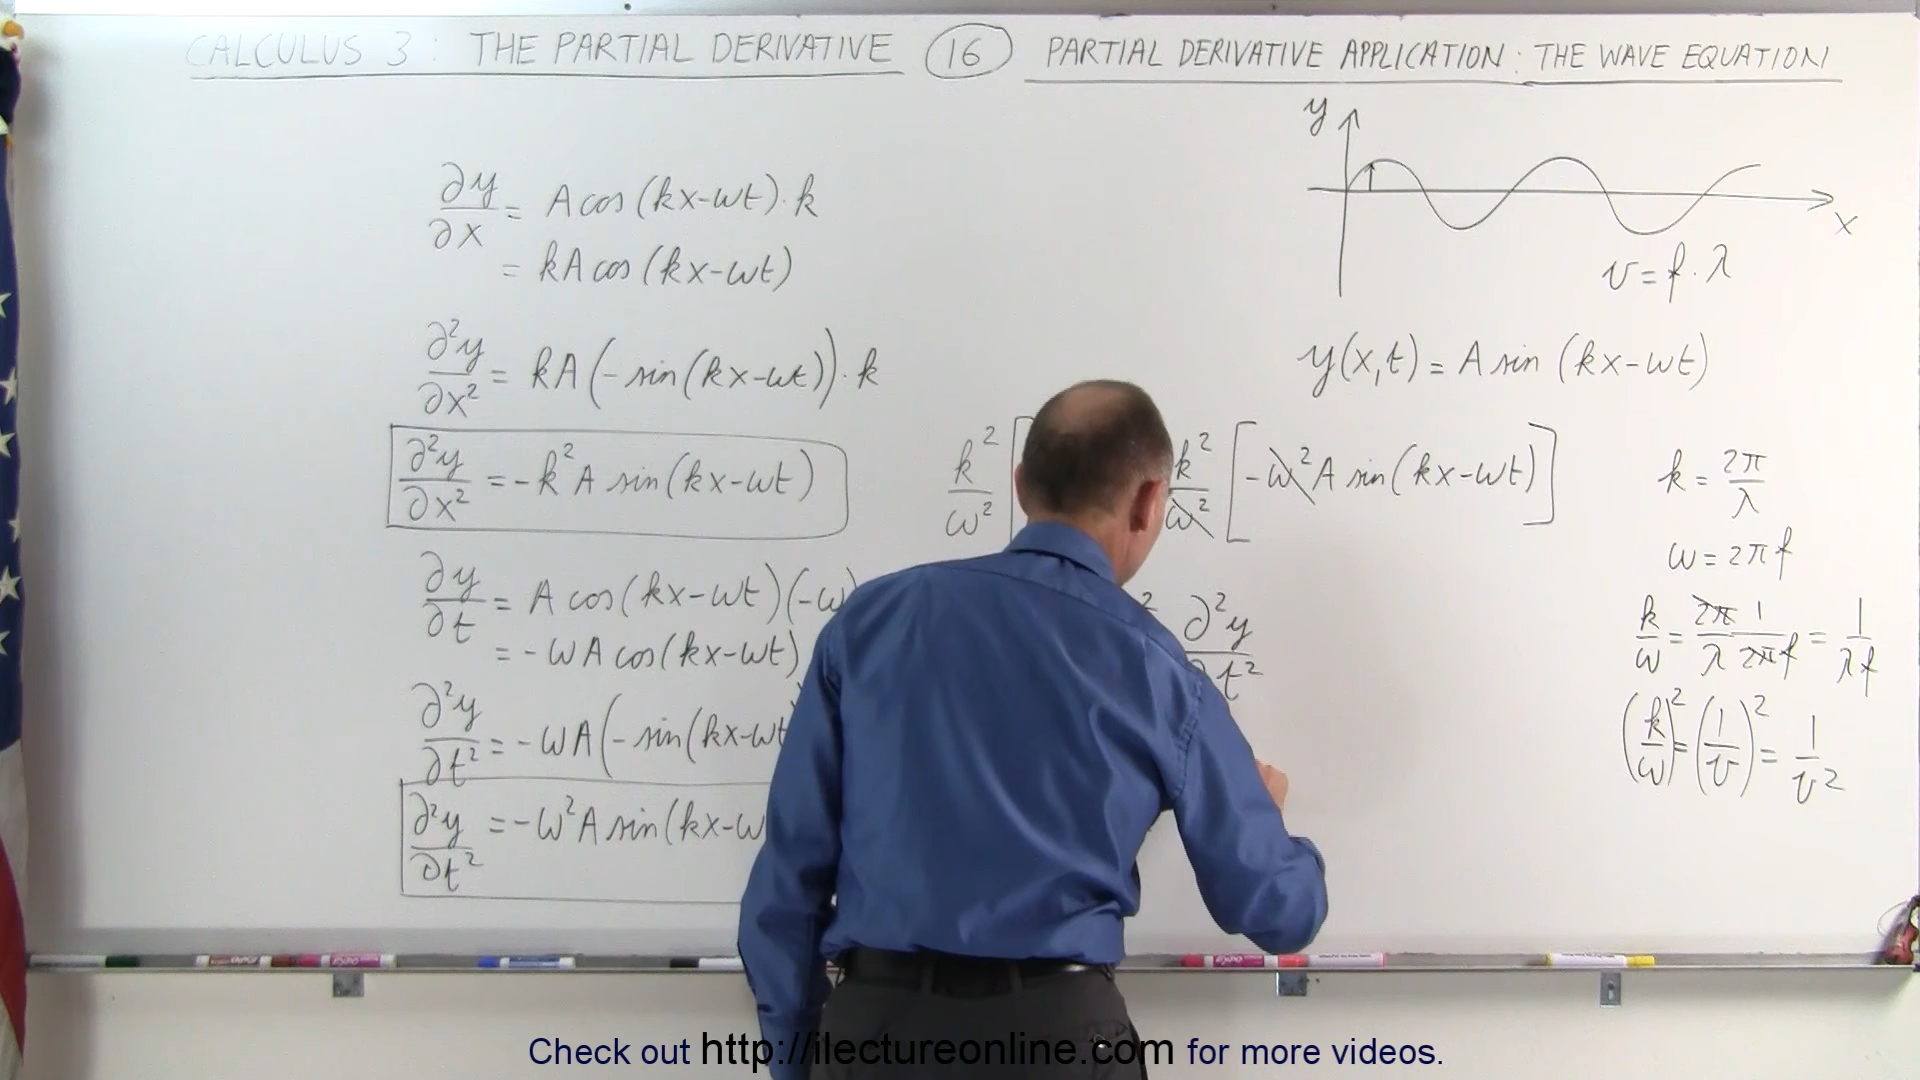 CALCULUS 3 : THE PARTIAL DERIVATIVE (16) PARTIAL DERIVATIVE APPLICATION : THE WAVE EQUATION
y
x
v = f · λ
y(x,t) = A sin (kx-ωt)
∂y/∂x = A cos (kx-ωt) · k
= kA cos (kx-ωt)
∂²y/∂x² = kA (- sin(kx-ωt)) · k
∂²y/∂x² = -k²A sin(kx-ωt)
∂y/∂t = A cos(kx-ωt)(-ω)
= -ωA cos(kx-ωt)
∂²y/∂t² = -ωA(-sin(kx-ωt
∂²y/∂t² = -ω²A sin(kx-ω
k²/ω² [
k²/ω² [-ω²A sin(kx-ωt)]
² ∂²y/∂t²
k = 2π/λ
ω = 2πf
k/ω = 2π/λ 1/2πf = 1/λf
(k/ω)² = (1/v)² = 1/v²
Check out http://ilectureonline.com for more videos.